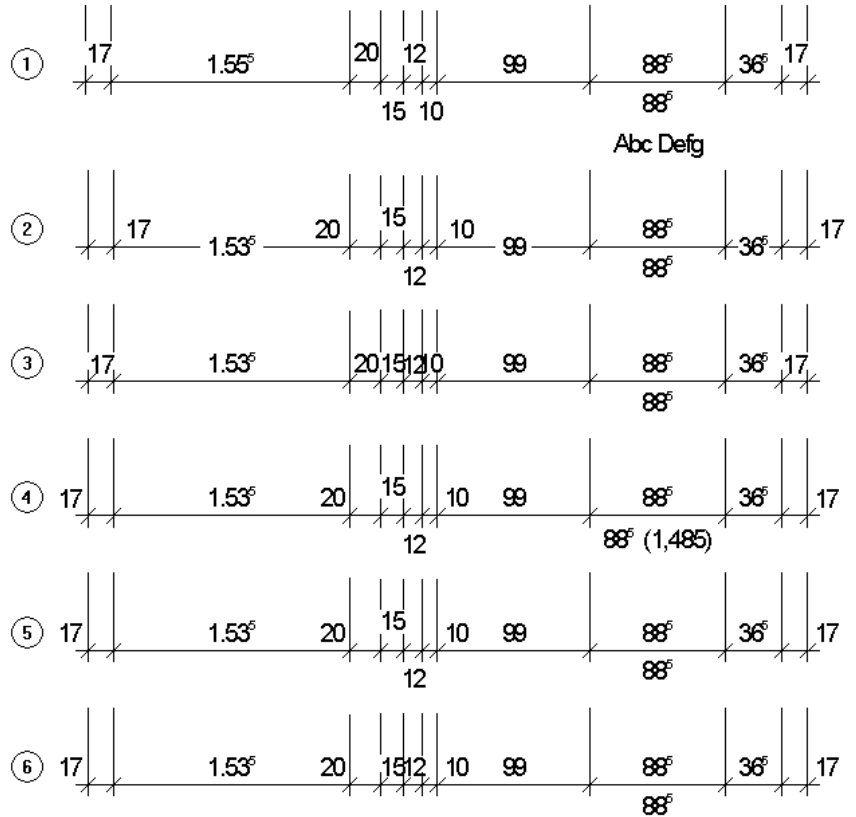 1 17 1.55⁵ 20 12 99 88⁵ 36⁵ 17
15 10 88⁵
Abc Defg
2 17 1.53⁵ 20 15 10 99 88⁵ 36⁵ 17
12 88⁵
3 17 1.53⁵ 20 15 12 10 99 88⁵ 36⁵ 17
88⁵
4 17 1.53⁵ 20 15 10 99 88⁵ 36⁵ 17
12 88⁵ (1,485)
5 17 1.53⁵ 20 15 10 99 88⁵ 36⁵ 17
12 88⁵
6 17 1.53⁵ 20 15 12 10 99 88⁵ 36⁵ 17
88⁵